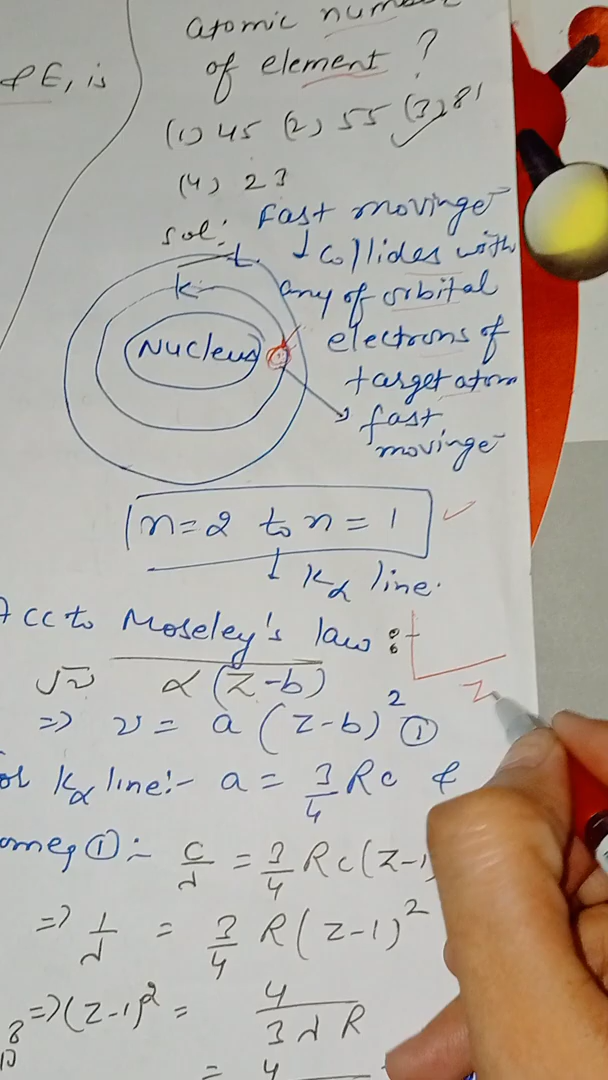 atomic number
& E, is
of element ?
(1) 45 (2) 55 (3) 81
(4) 23
Sol:
Fast moving e-
L
↓ collides with
K
any of orbital
Nucleus
electrons of
target atom
fast
moving e-
n=2 to n = 1
↓ Kα line.
Acc to Moseley's law :
√ν ∝ (Z-b)
Z
=> ν = a (Z-b)² ①
Kα line:- a = 3/4 Rc &
①:- c/λ = 3/4 Rc(Z-1
=> 1/λ = 3/4 R(Z-1)²
=> (Z-1)² = 4/3λR
= 4